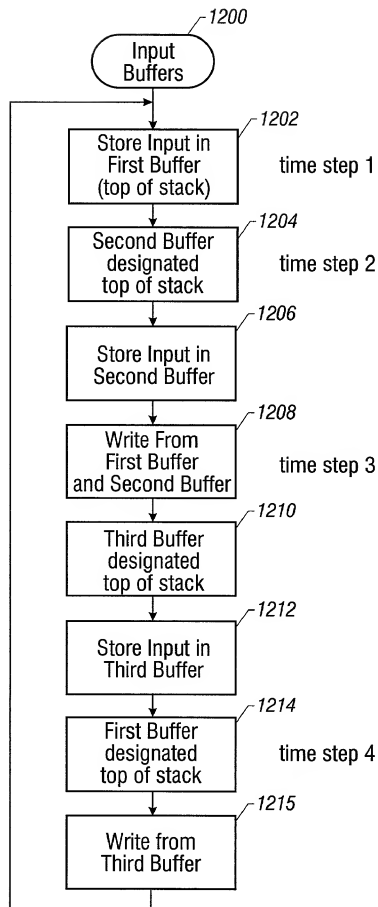 1200
Input
Buffers
1202
Store Input in
First Buffer
(top of stack)
time step 1
1204
Second Buffer
designated
top of stack
time step 2
1206
Store Input in
Second Buffer
1208
Write From
First Buffer
and Second Buffer
time step 3
1210
Third Buffer
designated
top of stack
1212
Store Input in
Third Buffer
1214
First Buffer
designated
top of stack
time step 4
1215
Write from
Third Buffer